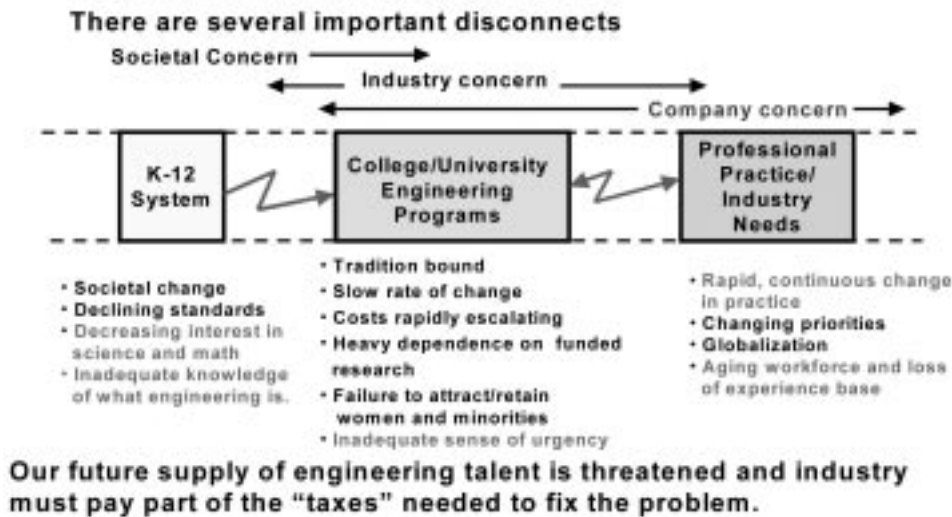 There are several important disconnects
Societal Concern
Industry concern
Company concern
K-12
System
College/University
Engineering
Programs
Professional
Practice/
Industry
Needs
• Societal change
• Declining standards
• Decreasing interest in
science and math
• Inadequate knowledge
of what engineering is.
• Tradition bound
• Slow rate of change
• Costs rapidly escalating
• Heavy dependence on funded
research
• Failure to attract/retain
women and minorities
• Inadequate sense of urgency
• Rapid, continuous change
in practice
• Changing priorities
• Globalization
• Aging workforce and loss
of experience base
Our future supply of engineering talent is threatened and industry
must pay part of the “taxes” needed to fix the problem.